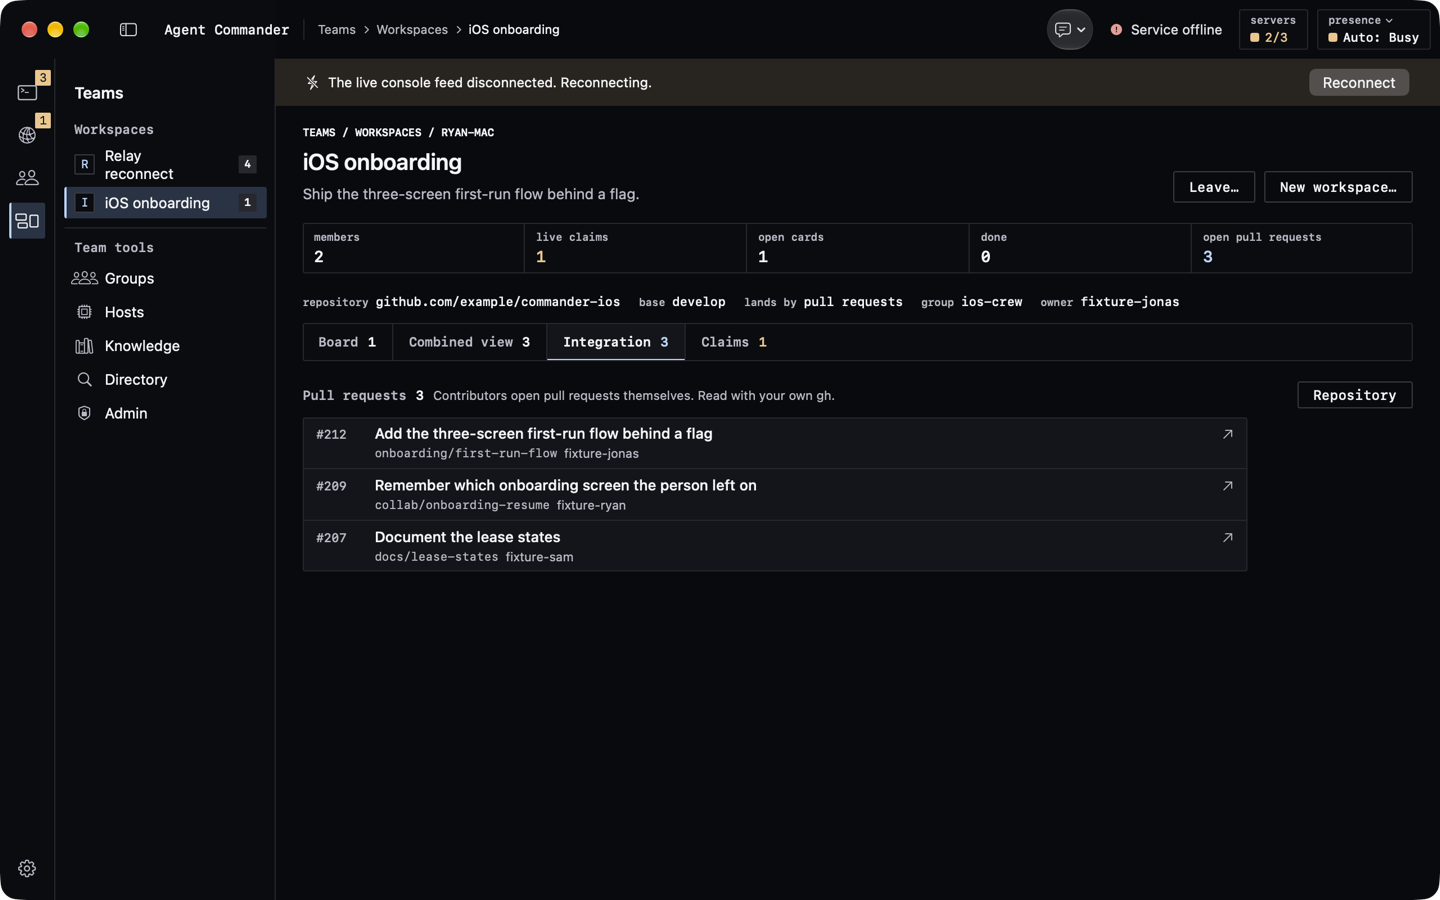 Agent Commander
Teams > Workspaces > iOS onboarding
Service offline
servers
2/3
presence
Auto: Busy
3
1
Teams
Workspaces
R
Relay reconnect
4
I
iOS onboarding
1
Team tools
Groups
Hosts
Knowledge
Directory
Admin
The live console feed disconnected. Reconnecting.
Reconnect
TEAMS / WORKSPACES / RYAN-MAC
iOS onboarding
Ship the three-screen first-run flow behind a flag.
Leave…
New workspace…
members
2
live claims
1
open cards
1
done
0
open pull requests
3
repository github.com/example/commander-ios base develop lands by pull requests group ios-crew owner fixture-jonas
Board 1
Combined view 3
Integration 3
Claims 1
Pull requests 3 Contributors open pull requests themselves. Read with your own gh.
Repository
#212 Add the three-screen first-run flow behind a flag
onboarding/first-run-flow fixture-jonas
#209 Remember which onboarding screen the person left on
collab/onboarding-resume fixture-ryan
#207 Document the lease states
docs/lease-states fixture-sam